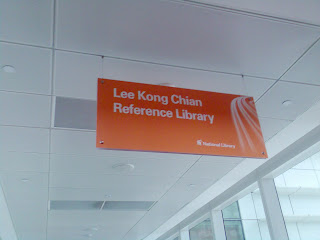 Lee Kong Chian
Reference Library
National Library